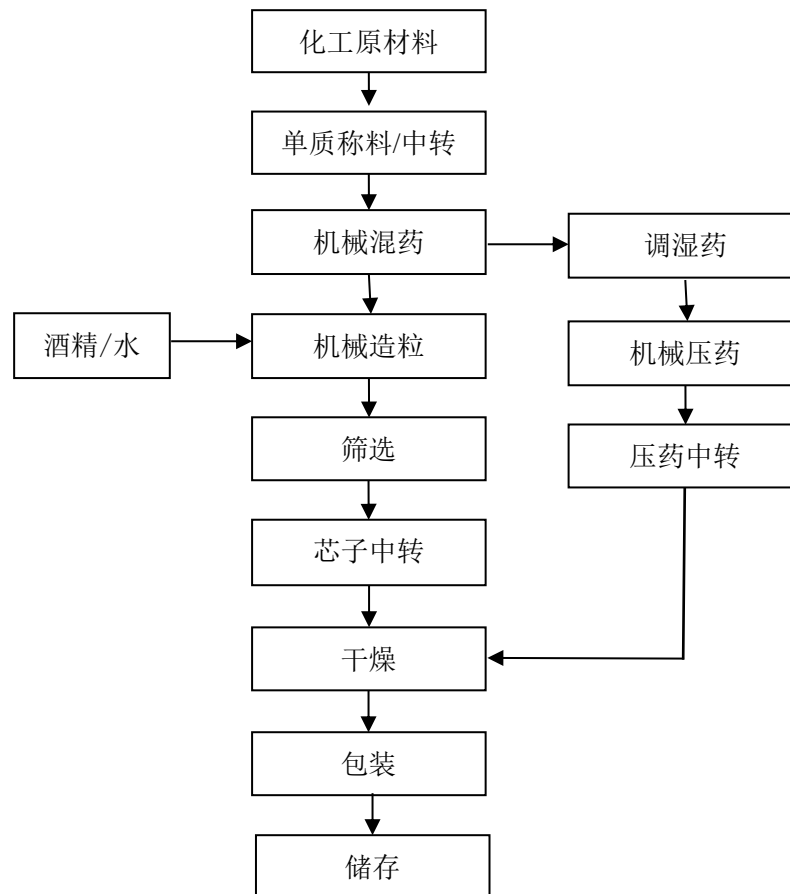 化工原材料
单质称料/中转
机械混药
调湿药
酒精/水
机械造粒
机械压药
筛选
压药中转
芯子中转
干燥
包装
储存